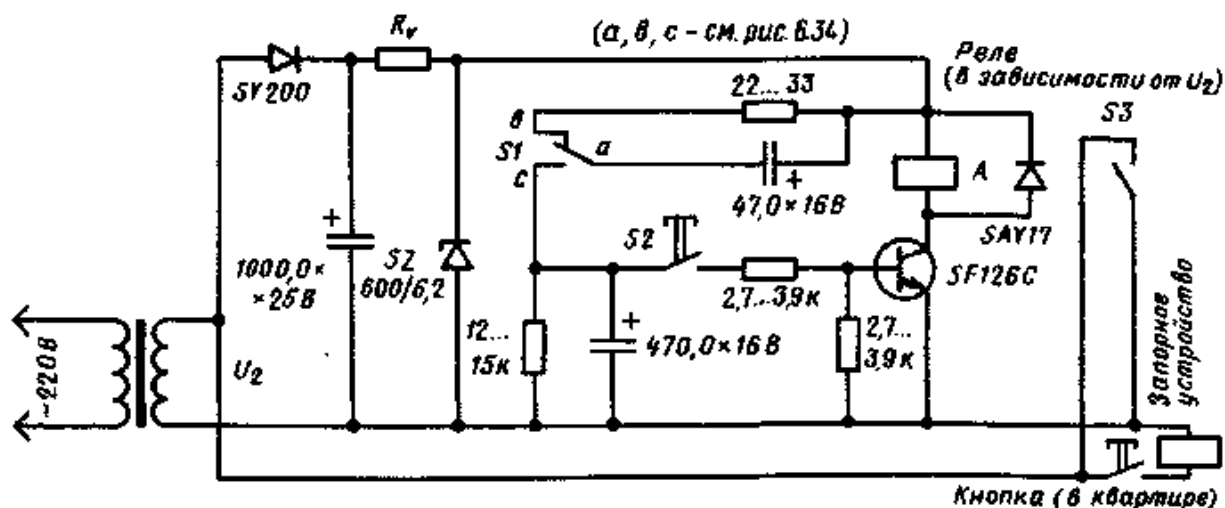 Rv
(а, в, с – см. рис. 6.34)
SY200
Реле
(в зависимости от U2)
22... 33
S3
в
S1
а
с
+
47,0×16В
A
SAY17
+
1000,0×
×25В
SZ
600/6,2
S2
SF126C
2,7...3,9к
12...
15к
+
470,0×16В
2,7...
3,9к
~220В
U2
Запорное
устройство
Кнопка (в квартире)